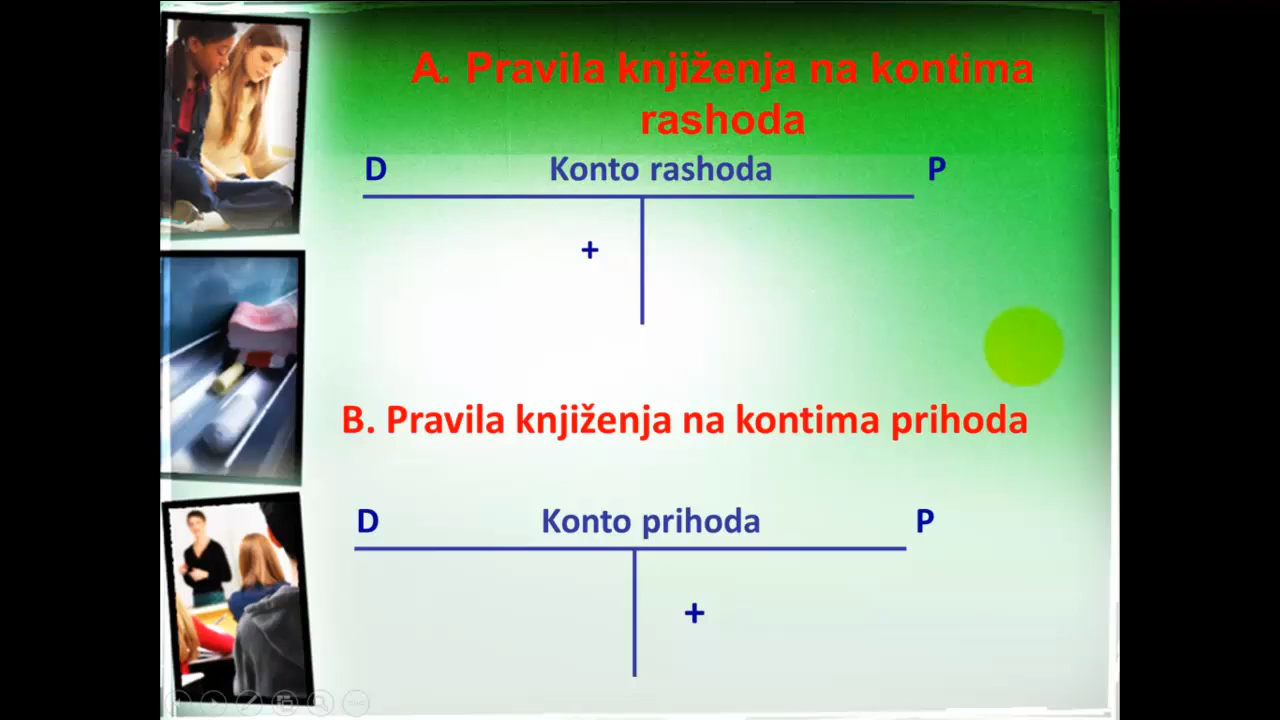 A. Pravila knjiženja na kontima
rashoda
D Konto rashoda P
+
B. Pravila knjiženja na kontima prihoda
D Konto prihoda P
+